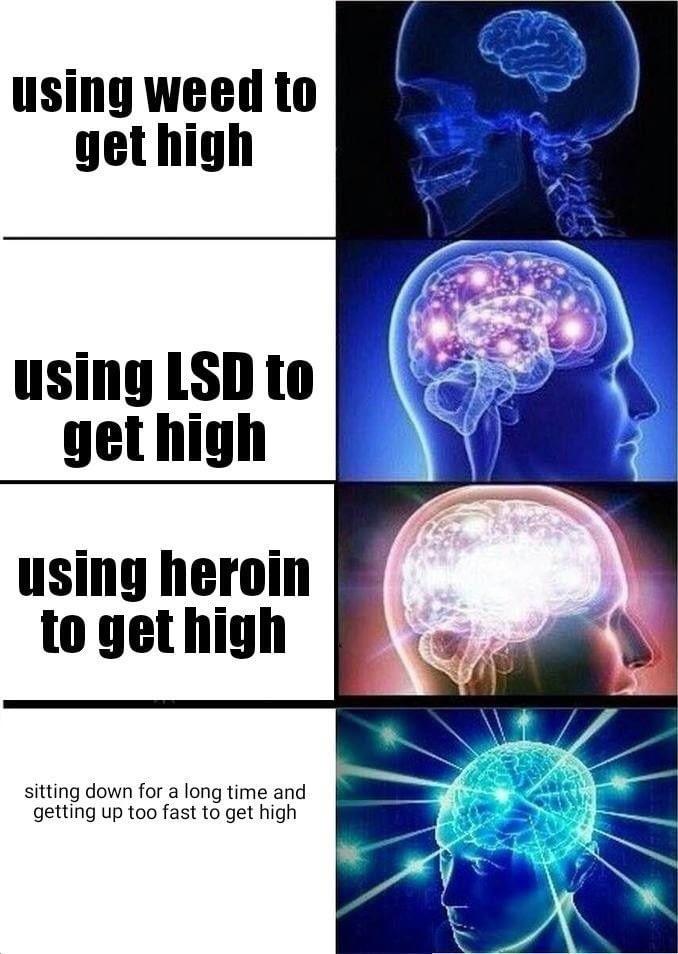 using weed to
get high
using LSD to
get high
using heroin
to get high
sitting down for a long time and
getting up too fast to get high